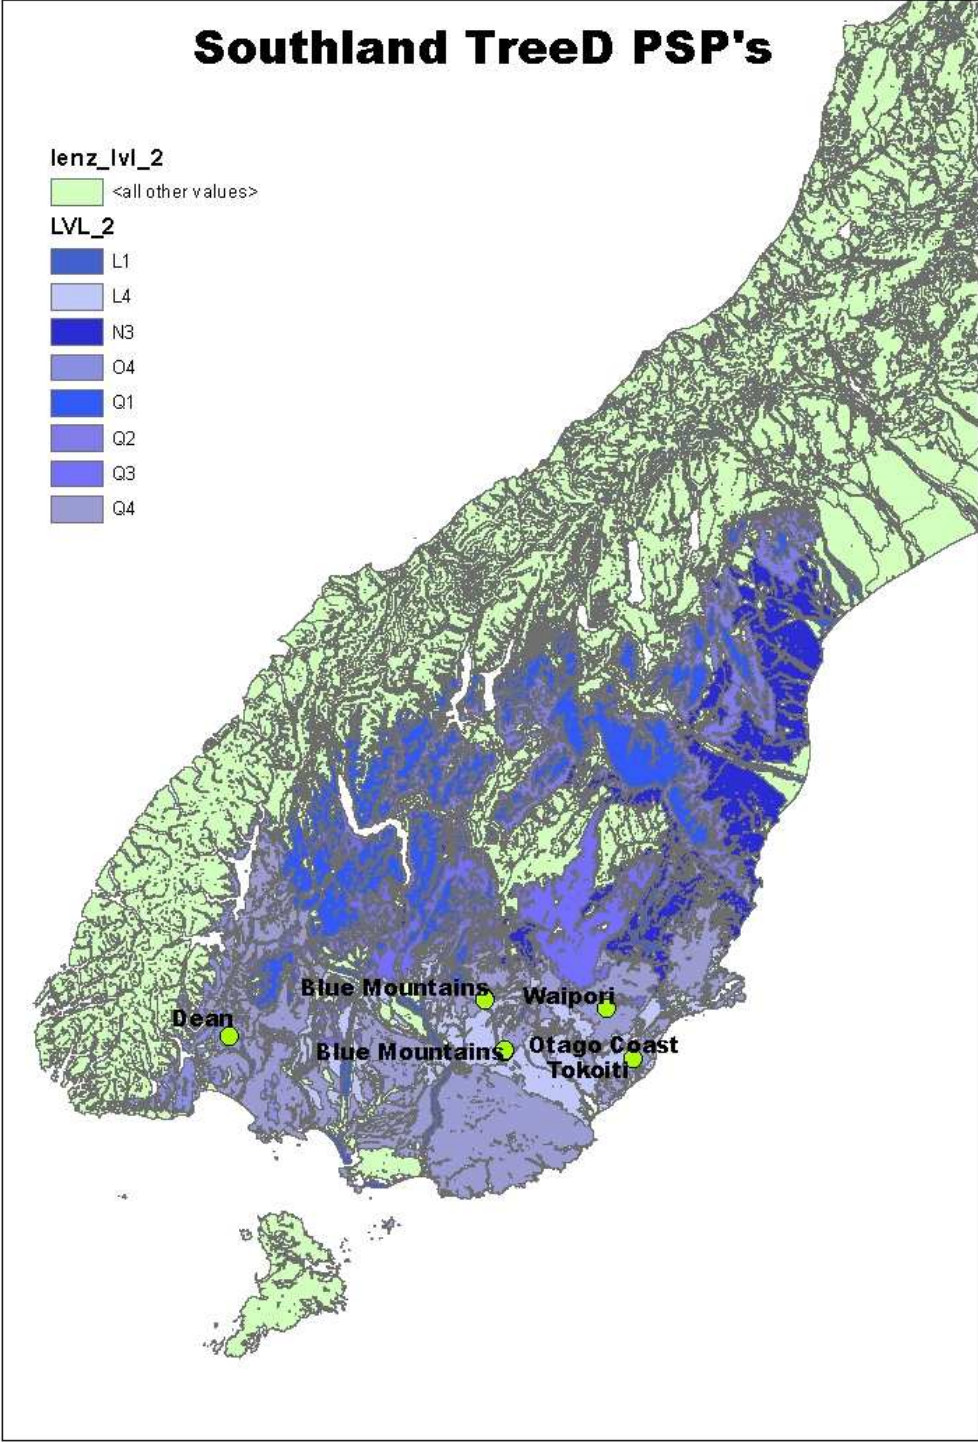 Southland TreeD PSP's
lenz_lvl_2
<all other values>
LVL_2
L1
L4
N3
O4
Q1
Q2
Q3
Q4
Blue Mountains
Waipori
Dean
Blue Mountains
Otago Coast
Tokoiti